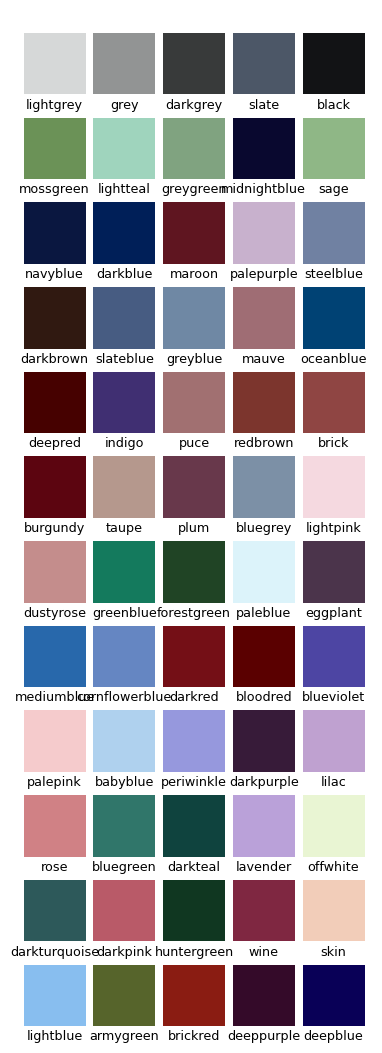 lightgrey grey darkgrey slate black
mossgreen lightteal greygreen midnightblue sage
navyblue darkblue maroon palepurple steelblue
darkbrown slateblue greyblue mauve oceanblue
deepred indigo puce redbrown brick
burgundy taupe plum bluegrey lightpink
dustyrose greenblue forestgreen paleblue eggplant
mediumblue cornflowerblue darkred bloodred blueviolet
palepink babyblue periwinkle darkpurple lilac
rose bluegreen darkteal lavender offwhite
darkturquoise darkpink huntergreen wine skin
lightblue armygreen brickred deeppurple deepblue